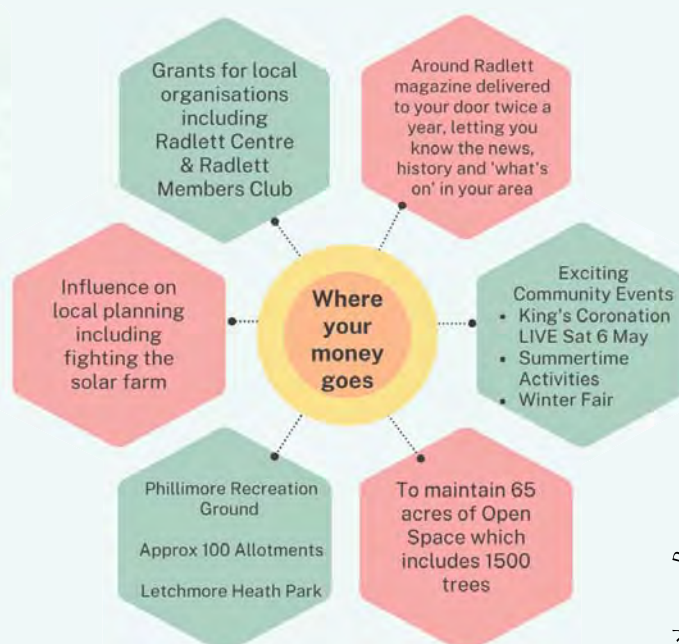 Grants for local
organisations
including
Radlett Centre
& Radlett
Members Club
Around Radlett
magazine delivered
to your door twice a
year, letting you
know the news,
history and 'what's
on' in your area
Influence on
local planning
including
fighting the
solar farm
Where
your
money
goes
Exciting
Community Events
• King's Coronation
LIVE Sat 6 May
• Summertime
Activities
• Winter Fair
Phillimore Recreation
Ground
Approx 100 Allotments
Letchmore Heath Park
To maintain 65
acres of Open
Space which
includes 1500
trees